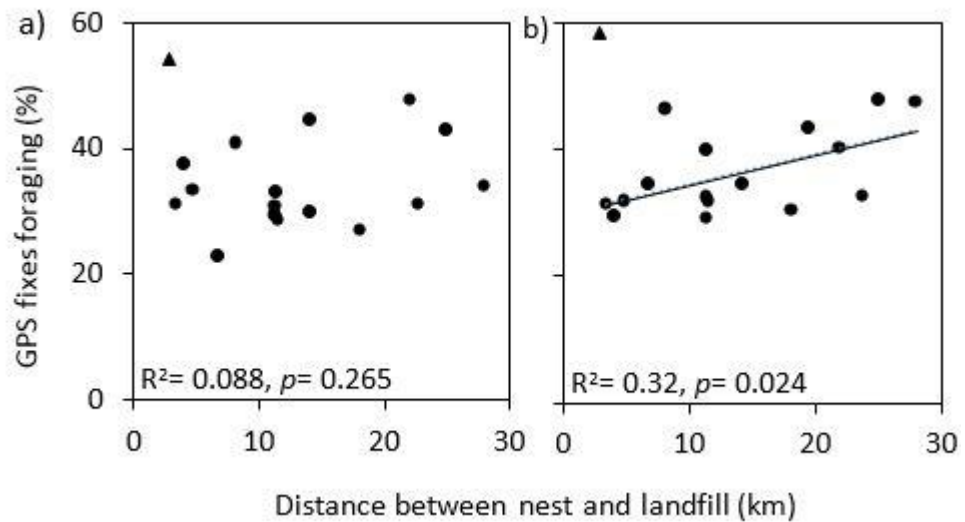 a)
b)
60
40
20
0
GPS fixes foraging (%)
R²= 0.088, p= 0.265
R²= 0.32, p= 0.024
0 10 20 30
0 10 20 30
Distance between nest and landfill (km)